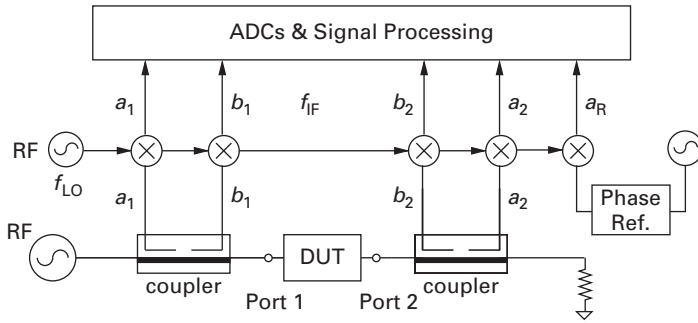 ADCs & Signal Processing
a1
b1
fIF
b2
a2
aR
RF
fLO
a1
b1
b2
a2
Phase
Ref.
RF
DUT
coupler
Port 1
Port 2
coupler